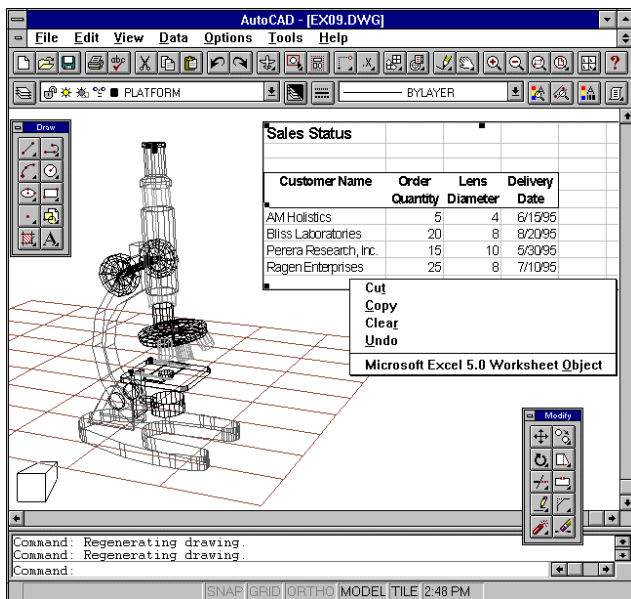 AutoCAD - [EX09.DWG]
File Edit View Data Options Tools Help
abc
?
PLATFORM
BYLAYER
Draw
A
Sales Status
Customer Name Order Quantity Lens Diameter Delivery Date
AM Holistics 5 4 6/15/95
Bliss Laboratories 20 8 8/20/95
Perera Research, Inc. 15 10 5/30/95
Ragen Enterprises 25 8 7/10/95
Cut
Copy
Clear
Undo
Microsoft Excel 5.0 Worksheet Object
Modify
Command: Regenerating drawing.
Command: Regenerating drawing.
Command:
SNAP GRID ORTHO MODEL TILE 2:48 PM